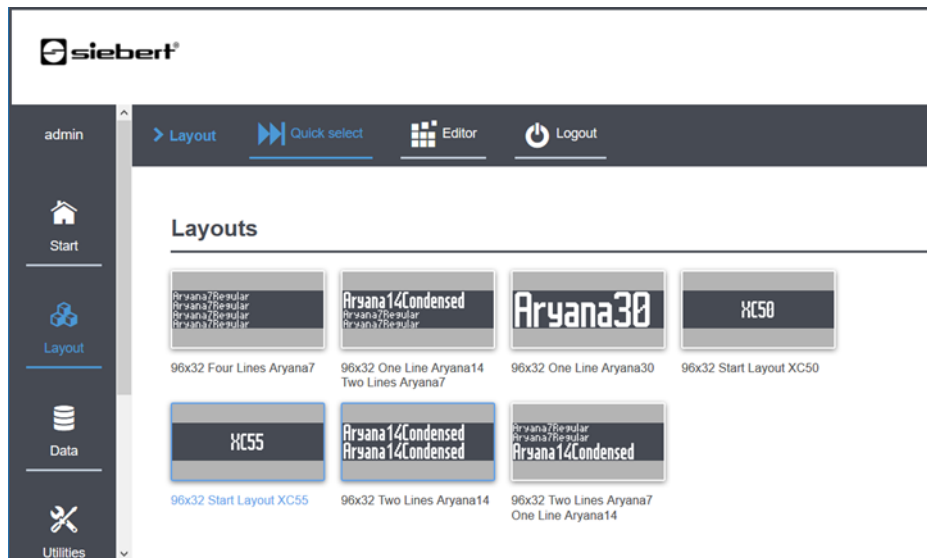 siebert®
admin
Layout
Quick select
Editor
Logout
Start
Layout
Data
Utilities
Layouts
Aryana7Regular
Aryana7Regular
Aryana7Regular
Aryana7Regular
96x32 Four Lines Aryana7
Aryana14Condensed
Aryana7Regular
Aryana7Regular
96x32 One Line Aryana14
Two Lines Aryana7
Aryana30
96x32 One Line Aryana30
XC50
96x32 Start Layout XC50
XC55
96x32 Start Layout XC55
Aryana14Condensed
Aryana14Condensed
96x32 Two Lines Aryana14
Aryana7Regular
Aryana7Regular
Aryana14Condensed
96x32 Two Lines Aryana7
One Line Aryana14